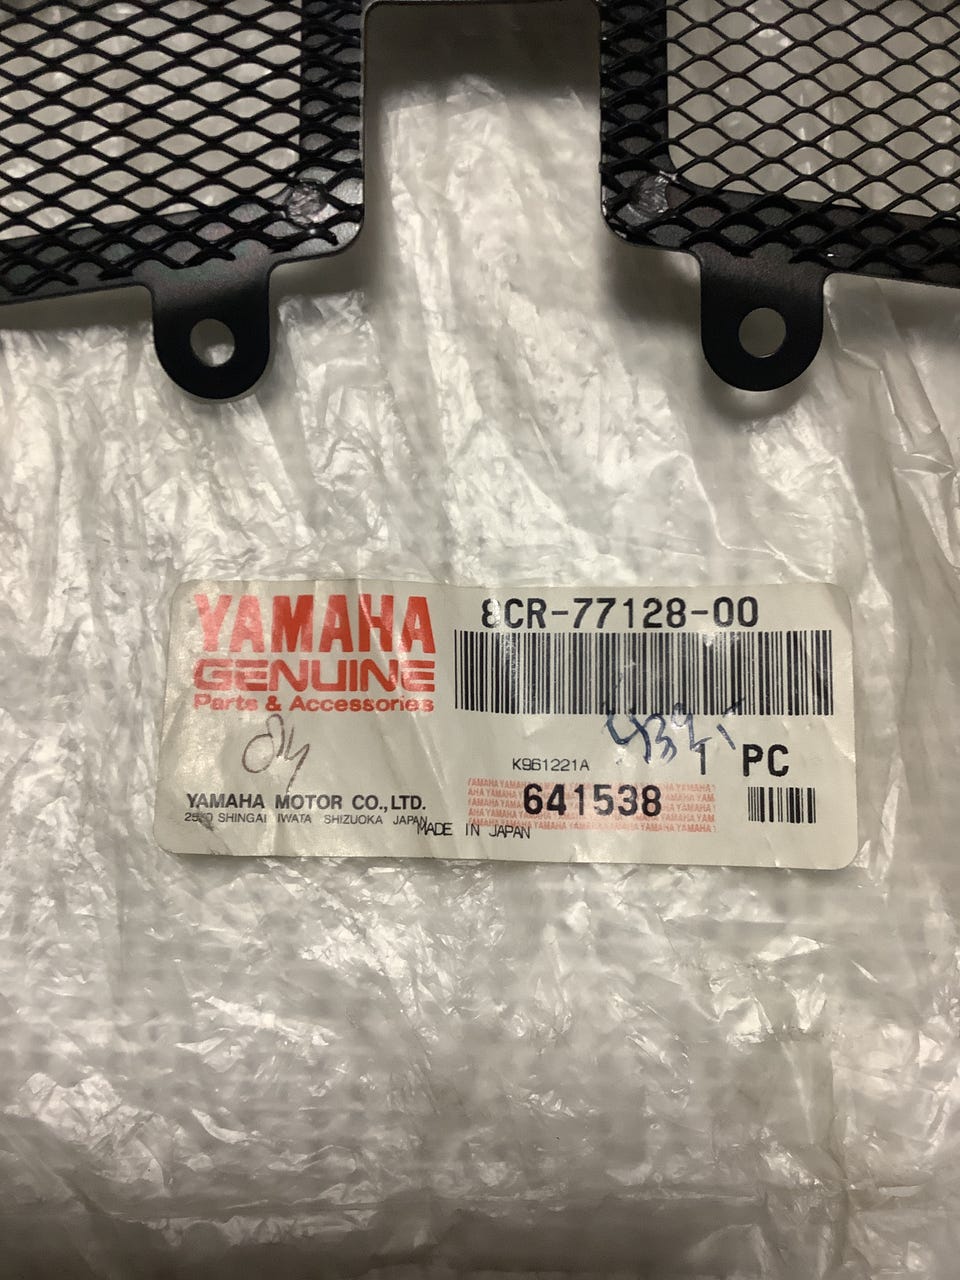 YAMAHA
GENUINE
Parts & Accessories
8CR-77128-00
K961221A
1 PC
641538
YAMAHA MOTOR CO.,LTD.
SHINGAI IWATA SHIZUOKA JAPAN
MADE IN JAPAN